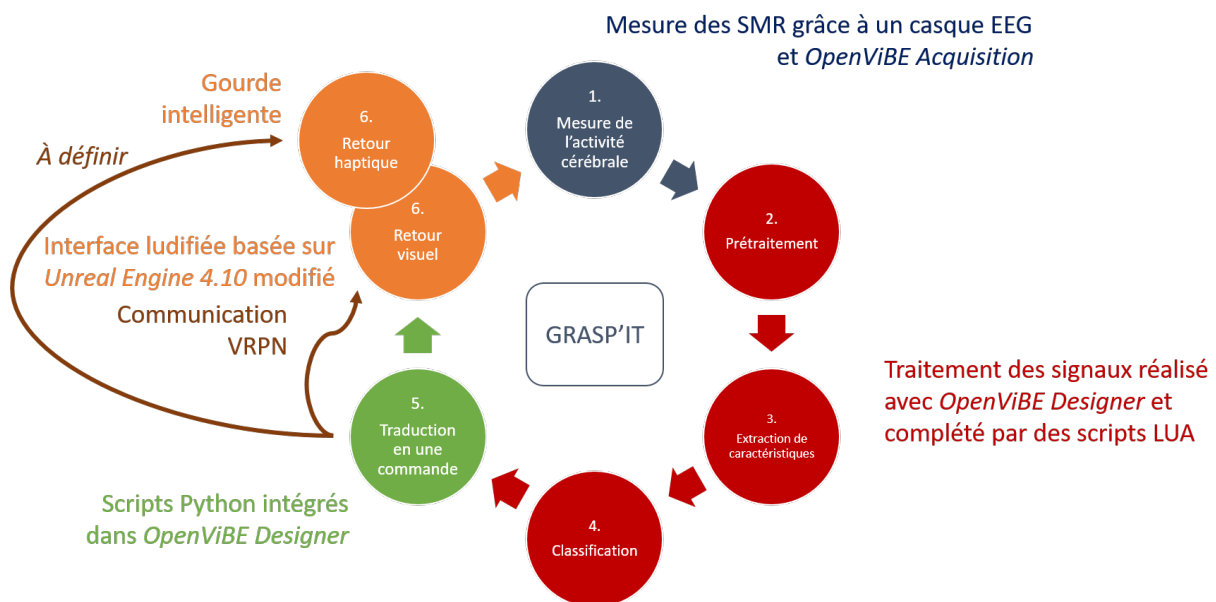 Mesure des SMR grâce à un casque EEG
et OpenViBE Acquisition
Gourde
intelligente
6.
Retour
haptique
1.
Mesure de
l'activité
cérébrale
À définir
6.
Retour
visuel
2.
Prétraitement
Interface ludifiée basée sur
Unreal Engine 4.10 modifié
Communication
VRPN
GRASP'IT
Traitement des signaux réalisé
avec OpenViBE Designer et
complété par des scripts LUA
5.
Traduction
en une
commande
3.
Extraction de
caractéristiques
Scripts Python intégrés
dans OpenViBE Designer
4.
Classification